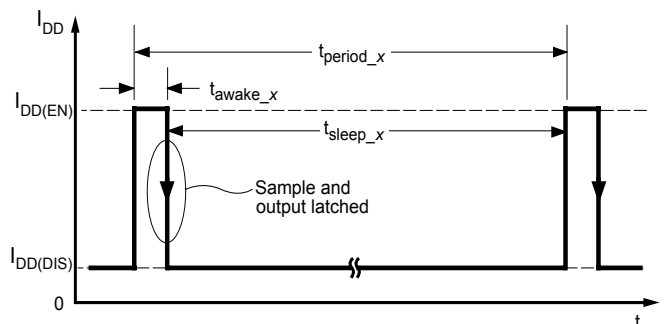 I_DD
t_period_x
I_DD(EN)
t_awake_x
t_sleep_x
Sample and
output latched
I_DD(DIS)
0
t